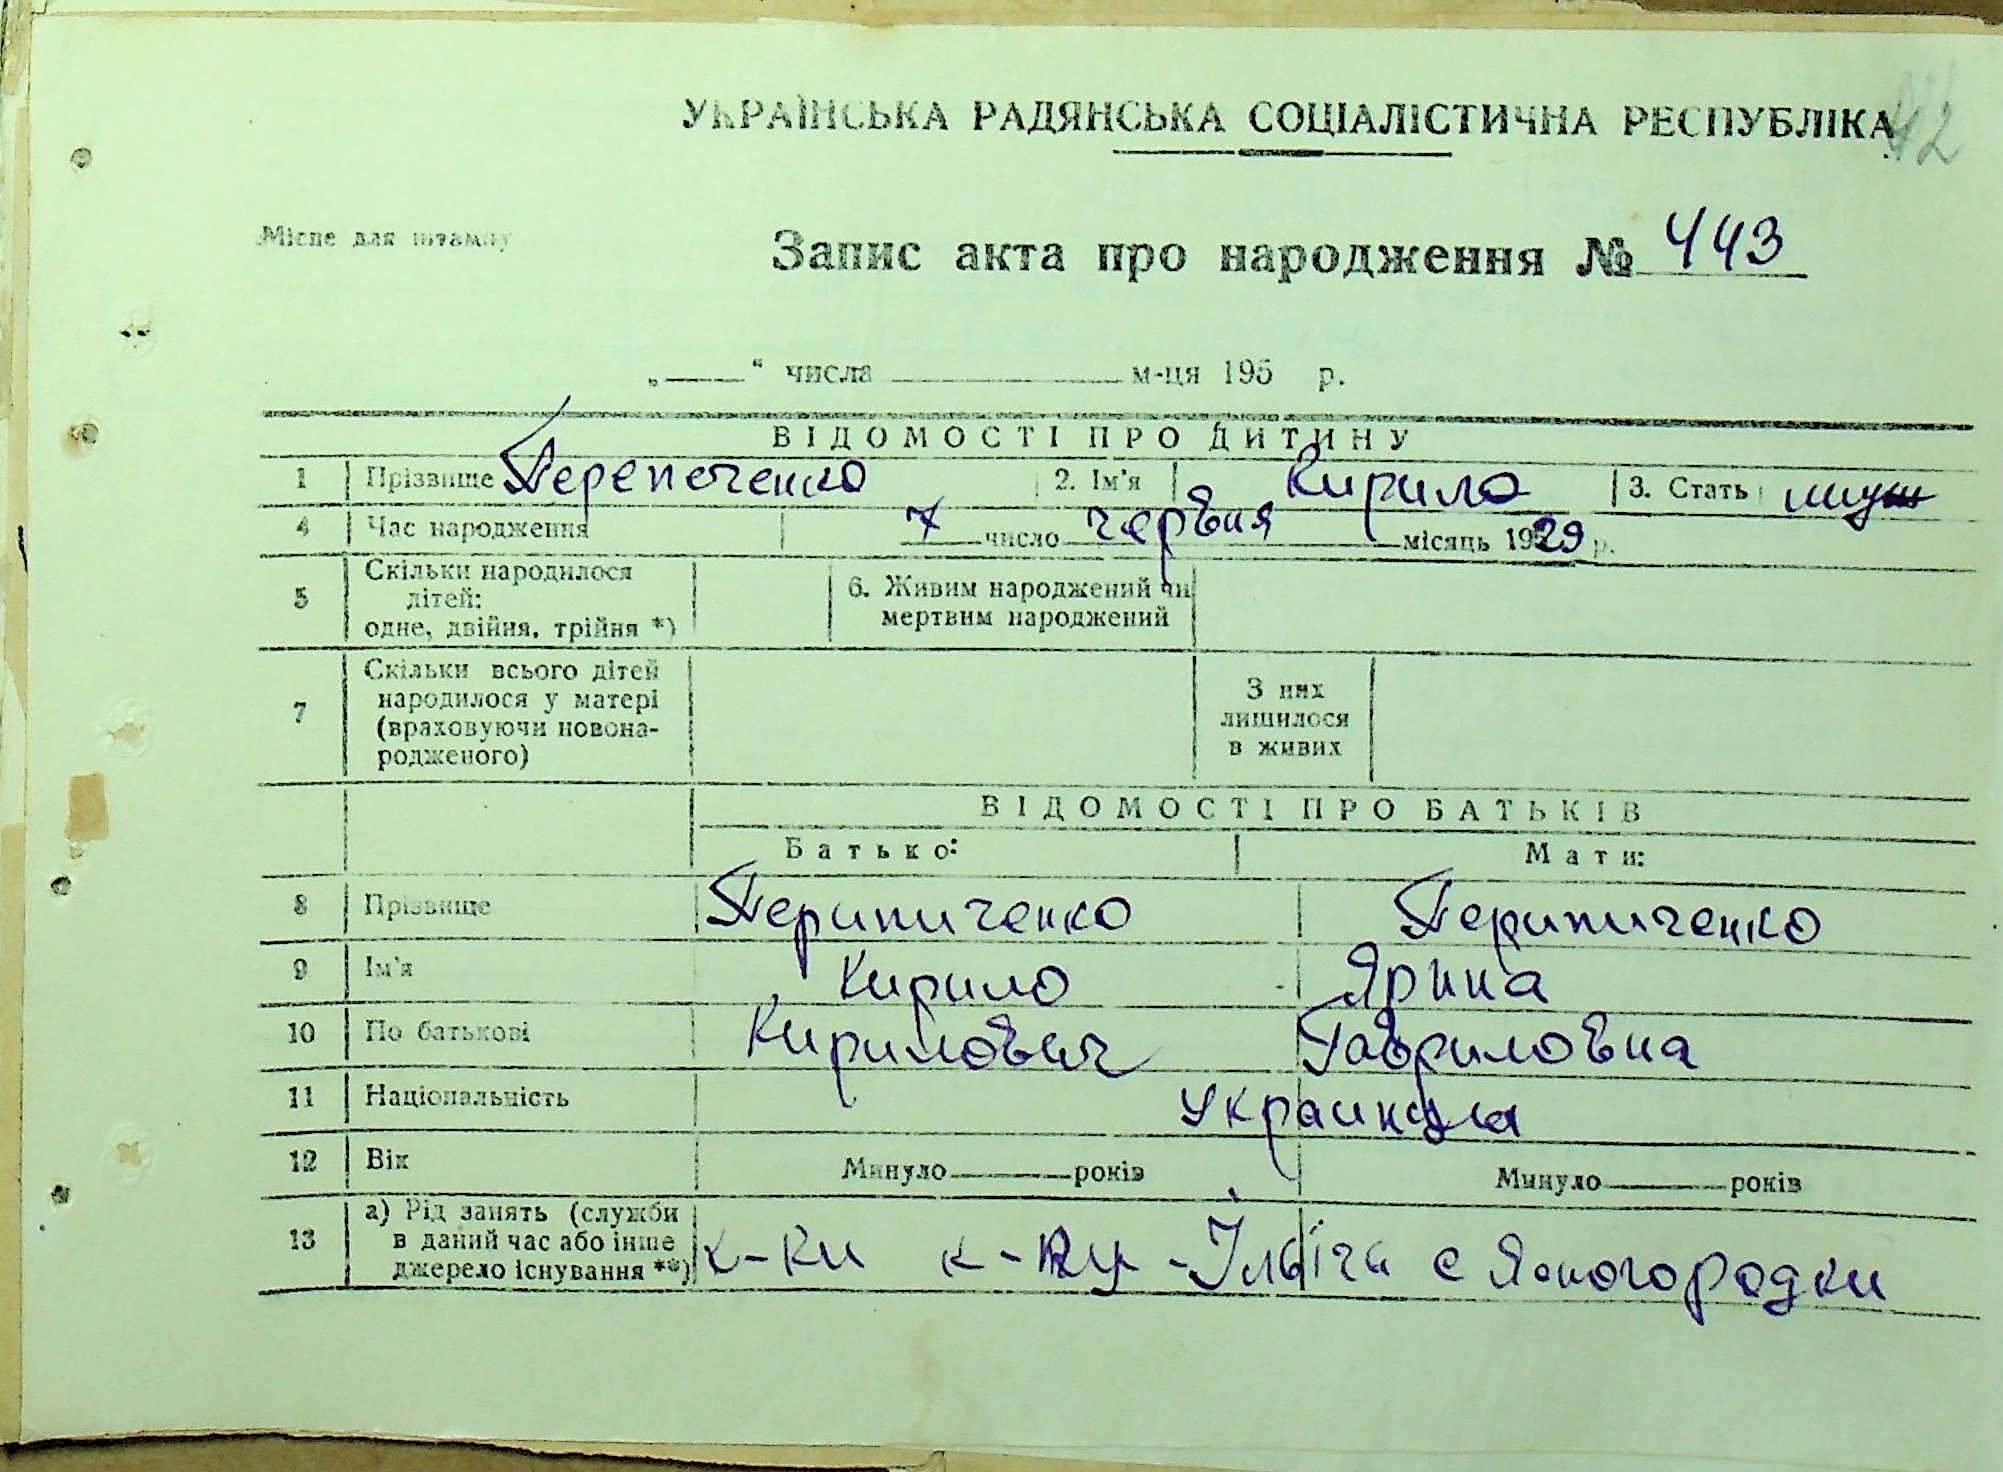 УКРАЇНСЬКА РАДЯНСЬКА СОЦІАЛІСТИЧНА РЕСПУБЛІКА
42
Місце для штампу
Запис акта про народження № 443
„ “ числа м-ця 195 р.
ВІДОМОСТІ ПРО ДИТИНУ
1 Прізвище Перепеченко 2. Ім'я Кирило 3. Стать муж
4 Час народження 7 число червня місяць 1929 р.
5 Скільки народилося дітей: одне, двійня, трійня *) 6. Живим народжений чи мертвим народжений
7 Скільки всього дітей народилося у матері (враховуючи новонародженого) З них лишилося в живих
ВІДОМОСТІ ПРО БАТЬКІВ
Батько: Мати:
8 Прізвище Перипиченко Перипиченко
9 Ім'я Кирило Ярина
10 По батькові Кирилович Гавриловна
11 Національність
12 Вік Минуло років Минуло років
13 а) Рід занять (служби в даний час або інше джерело існування **) к-ки Ілліча с Ясногородки